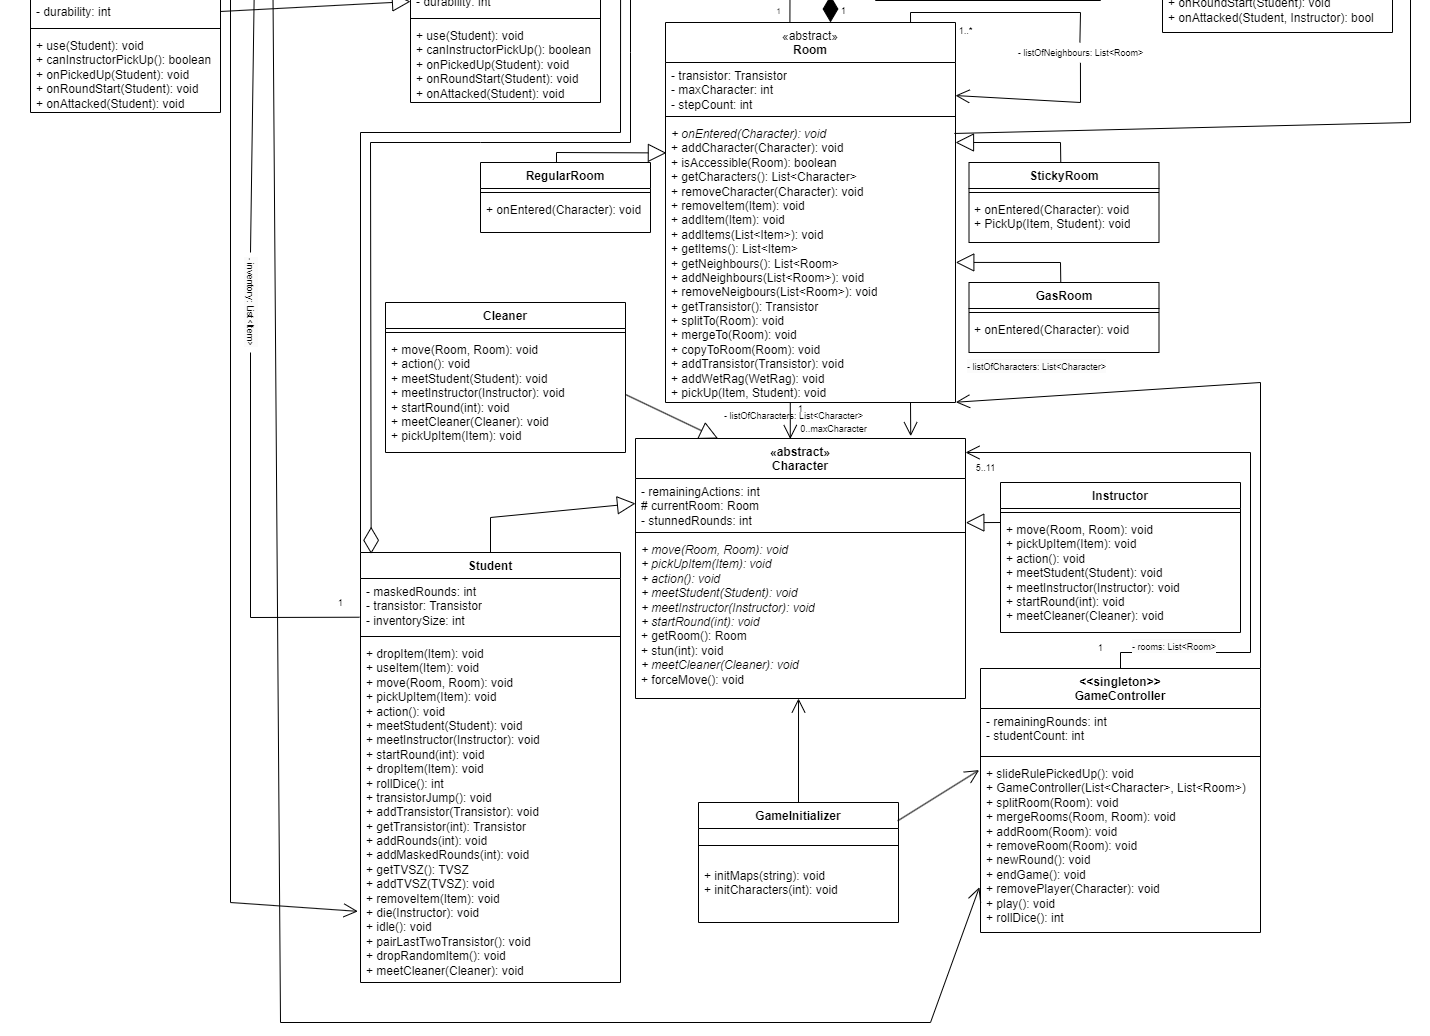 - durability: int
+ use(Student): void
+ canInstructorPickUp(): boolean
+ onPickedUp(Student): void
+ onRoundStart(Student): void
+ onAttacked(Student): void
- durability: int
+ use(Student): void
+ canInstructorPickUp(): boolean
+ onPickedUp(Student): void
+ onRoundStart(Student): void
+ onAttacked(Student): void
1
1
+ onRoundStart(Student): void
+ onAttacked(Student, Instructor): bool
«abstract»
Room
- transistor: Transistor
- maxCharacter: int
- stepCount: int
+ onEntered(Character): void
+ addCharacter(Character): void
+ isAccessible(Room): boolean
+ getCharacters(): List<Character>
+ removeCharacter(Character): void
+ removeItem(Item): void
+ addItem(Item): void
+ addItems(List<Item>): void
+ getItems(): List<Item>
+ getNeighbours(): List<Room>
+ addNeighbours(List<Room>): void
+ removeNeigbours(List<Room>): void
+ getTransistor(): Transistor
+ splitTo(Room): void
+ mergeTo(Room): void
+ copyToRoom(Room): void
+ addTransistor(Transistor): void
+ addWetRag(WetRag): void
+ pickUp(Item, Student): void
1..*
- listOfNeighbours: List<Room>
RegularRoom
+ onEntered(Character): void
StickyRoom
+ onEntered(Character): void
+ PickUp(Item, Student): void
GasRoom
+ onEntered(Character): void
- listOfCharacters: List<Character>
- inventory: List<Item>
Cleaner
+ move(Room, Room): void
+ action(): void
+ meetStudent(Student): void
+ meetInstructor(Instructor): void
+ startRound(int): void
+ meetCleaner(Cleaner): void
+ pickUpItem(Item): void
1
- listOfCharacters: List<Character>
0..maxCharacter
«abstract»
Character
- remainingActions: int
# currentRoom: Room
- stunnedRounds: int
+ move(Room, Room): void
+ pickUpItem(Item): void
+ action(): void
+ meetStudent(Student): void
+ meetInstructor(Instructor): void
+ startRound(int): void
+ getRoom(): Room
+ stun(int): void
+ meetCleaner(Cleaner): void
+ forceMove(): void
5..11
Instructor
+ move(Room, Room): void
+ pickUpItem(Item): void
+ action(): void
+ meetStudent(Student): void
+ meetInstructor(Instructor): void
+ startRound(int): void
+ meetCleaner(Cleaner): void
1
Student
- maskedRounds: int
- transistor: Transistor
- inventorySize: int
+ dropItem(Item): void
+ useItem(Item): void
+ move(Room, Room): void
+ pickUpItem(Item): void
+ action(): void
+ meetStudent(Student): void
+ meetInstructor(Instructor): void
+ startRound(int): void
+ dropItem(Item): void
+ rollDice(): int
+ transistorJump(): void
+ addTransistor(Transistor): void
+ getTransistor(int): Transistor
+ addRounds(int): void
+ addMaskedRounds(int): void
+ getTVSZ(): TVSZ
+ addTVSZ(TVSZ): void
+ removeItem(Item): void
+ die(Instructor): void
+ idle(): void
+ pairLastTwoTransistor(): void
+ dropRandomItem(): void
+ meetCleaner(Cleaner): void
1
- rooms: List<Room>
<<singleton>>
GameController
- remainingRounds: int
- studentCount: int
+ slideRulePickedUp(): void
+ GameController(List<Character>, List<Room>)
+ splitRoom(Room): void
+ mergeRooms(Room, Room): void
+ addRoom(Room): void
+ removeRoom(Room): void
+ newRound(): void
+ endGame(): void
+ removePlayer(Character): void
+ play(): void
+ rollDice(): int
GameInitializer
+ initMaps(string): void
+ initCharacters(int): void